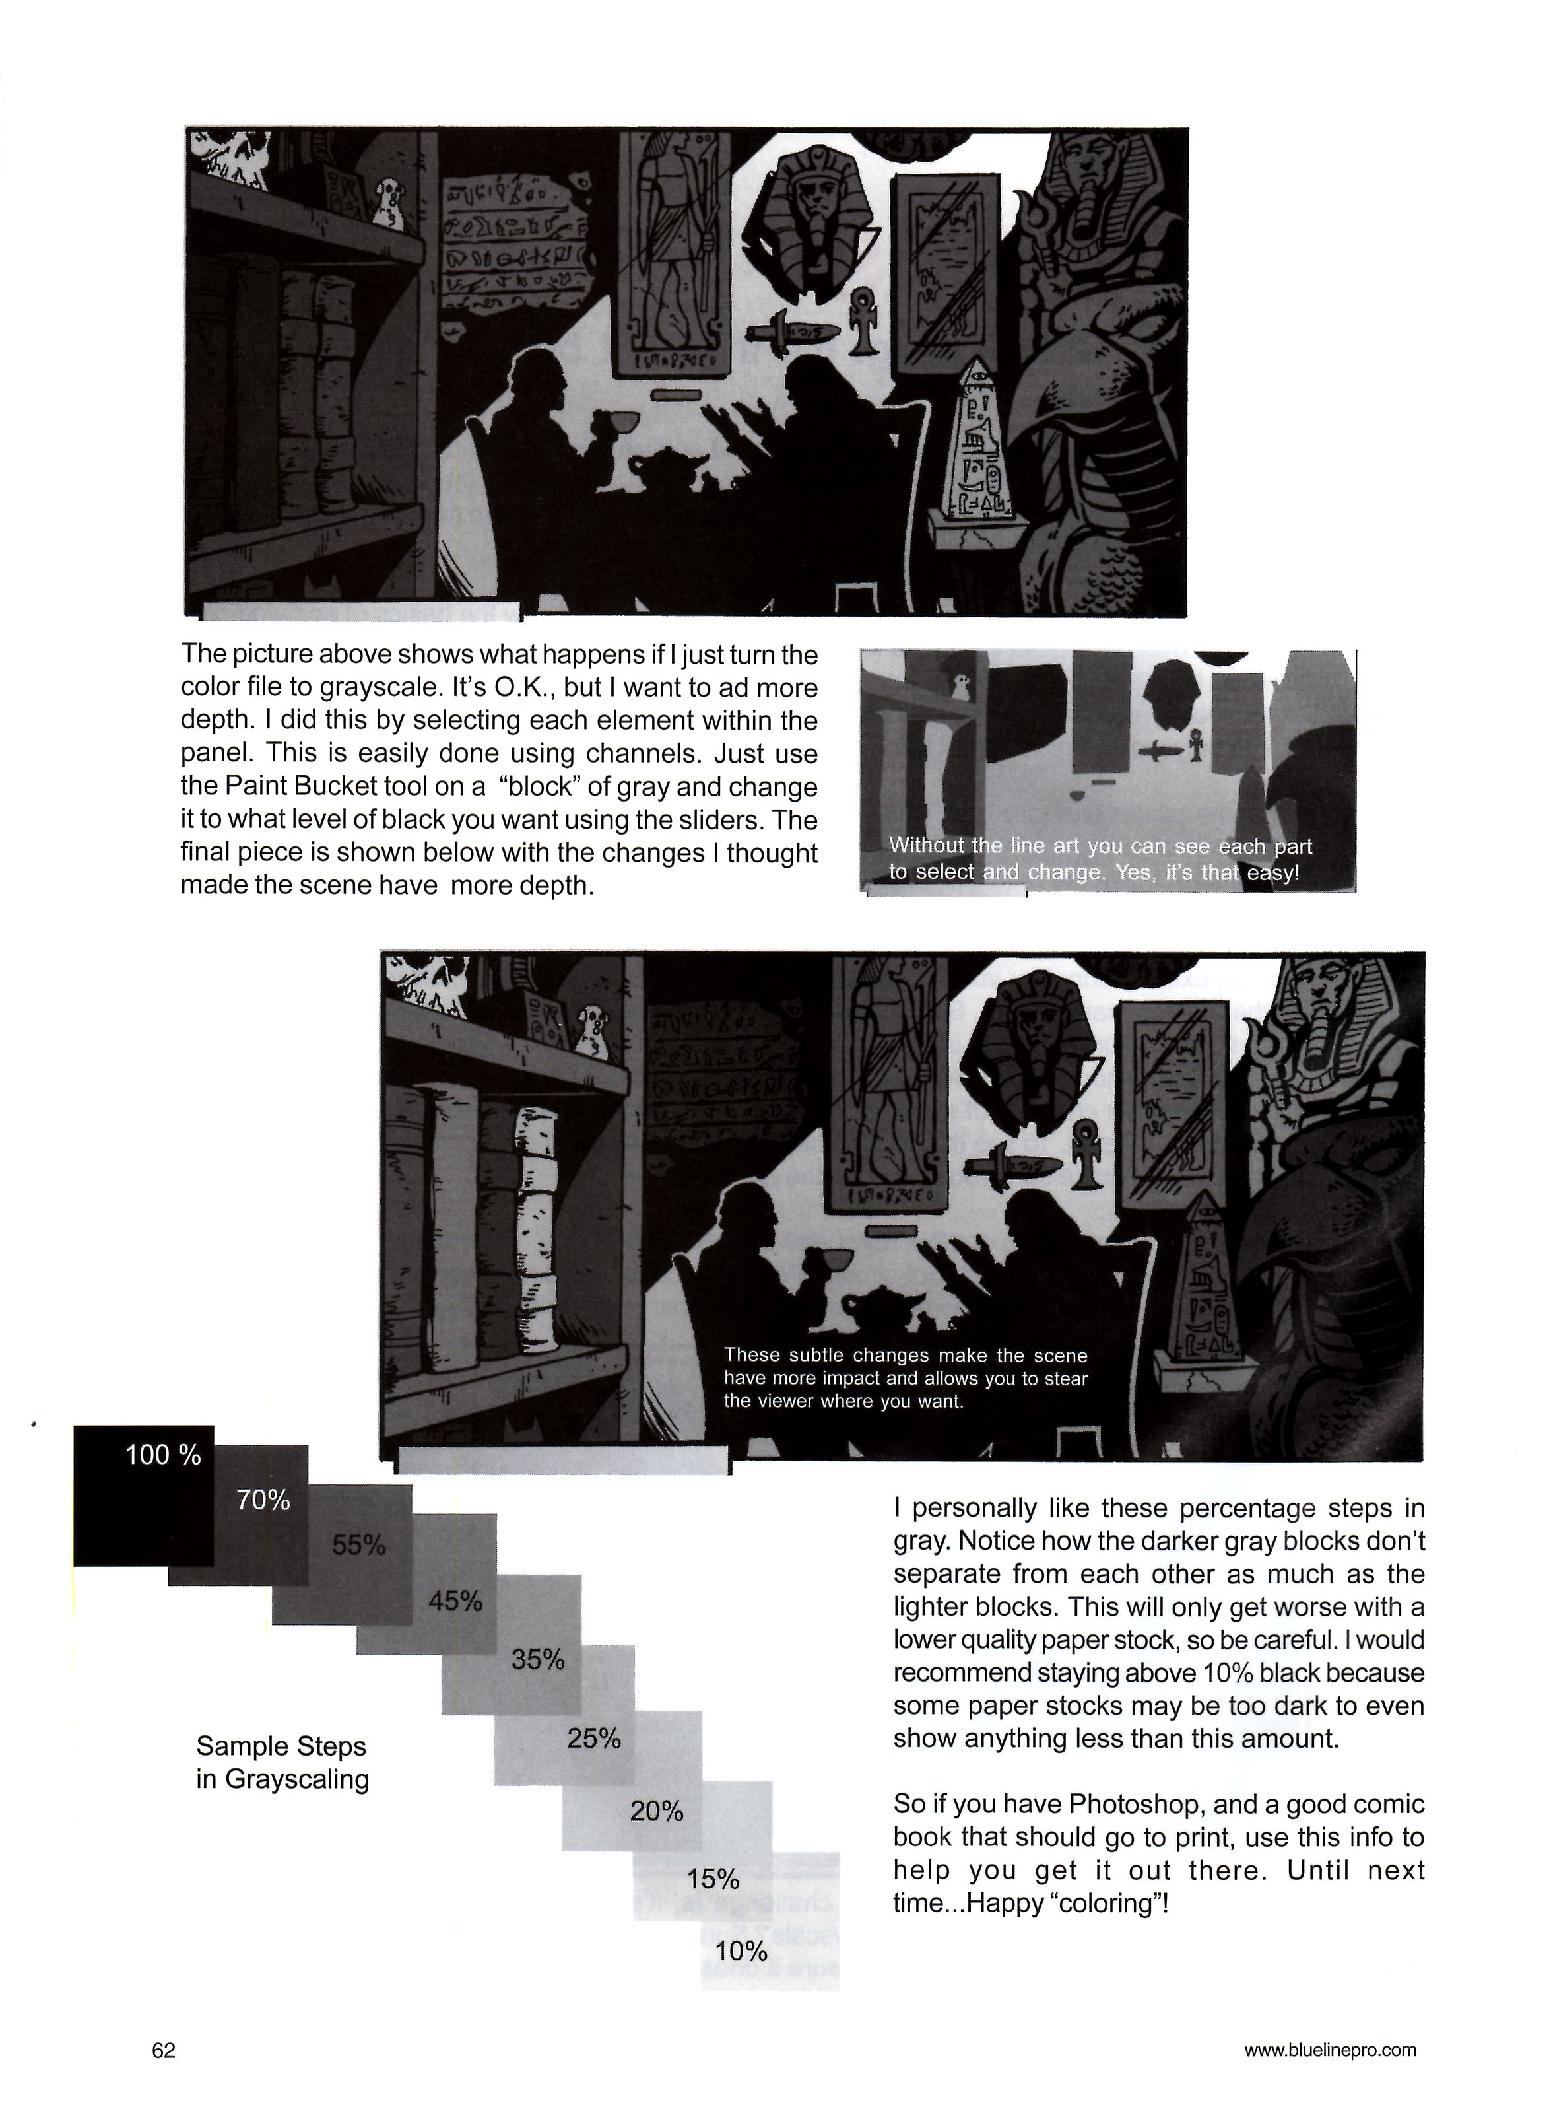 The picture above shows what happens if I just turn the
color file to grayscale. It's O.K., but I want to ad more
depth. I did this by selecting each element within the
panel. This is easily done using channels. Just use
the Paint Bucket tool on a "block" of gray and change
it to what level of black you want using the sliders. The
final piece is shown below with the changes I thought
made the scene have more depth.
Without the line art you can see each part
to select and change. Yes, it's that easy!
These subtle changes make the scene
have more impact and allows you to stear
the viewer where you want.
100 %
70%
55%
45%
35%
25%
20%
15%
10%
Sample Steps
in Grayscaling
I personally like these percentage steps in
gray. Notice how the darker gray blocks don't
separate from each other as much as the
lighter blocks. This will only get worse with a
lower quality paper stock, so be careful. I would
recommend staying above 10% black because
some paper stocks may be too dark to even
show anything less than this amount.
So if you have Photoshop, and a good comic
book that should go to print, use this info to
help you get it out there. Until next
time...Happy "coloring"!
62
www.bluelinepro.com